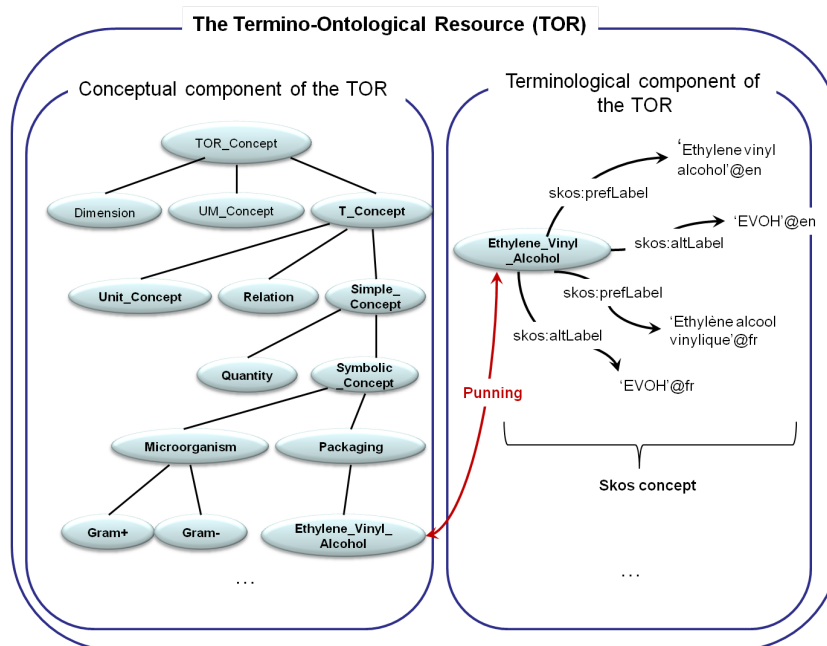 The Termino-Ontological Resource (TOR)
Conceptual component of the TOR
TOR_Concept
Dimension
UM_Concept
T_Concept
Unit_Concept
Relation
Simple_
Concept
Quantity
Symbolic
_Concept
Microorganism
Packaging
Gram+
Gram-
Ethylene_Vinyl_
Alcohol
...
Punning
Terminological component of
the TOR
Ethylene_Vinyl
_Alcohol
skos:prefLabel
'Ethylene vinyl
alcohol'@en
skos:altLabel
'EVOH'@en
skos:prefLabel
'Ethylène alcool
vinylique'@fr
skos:altLabel
'EVOH'@fr
Skos concept
...